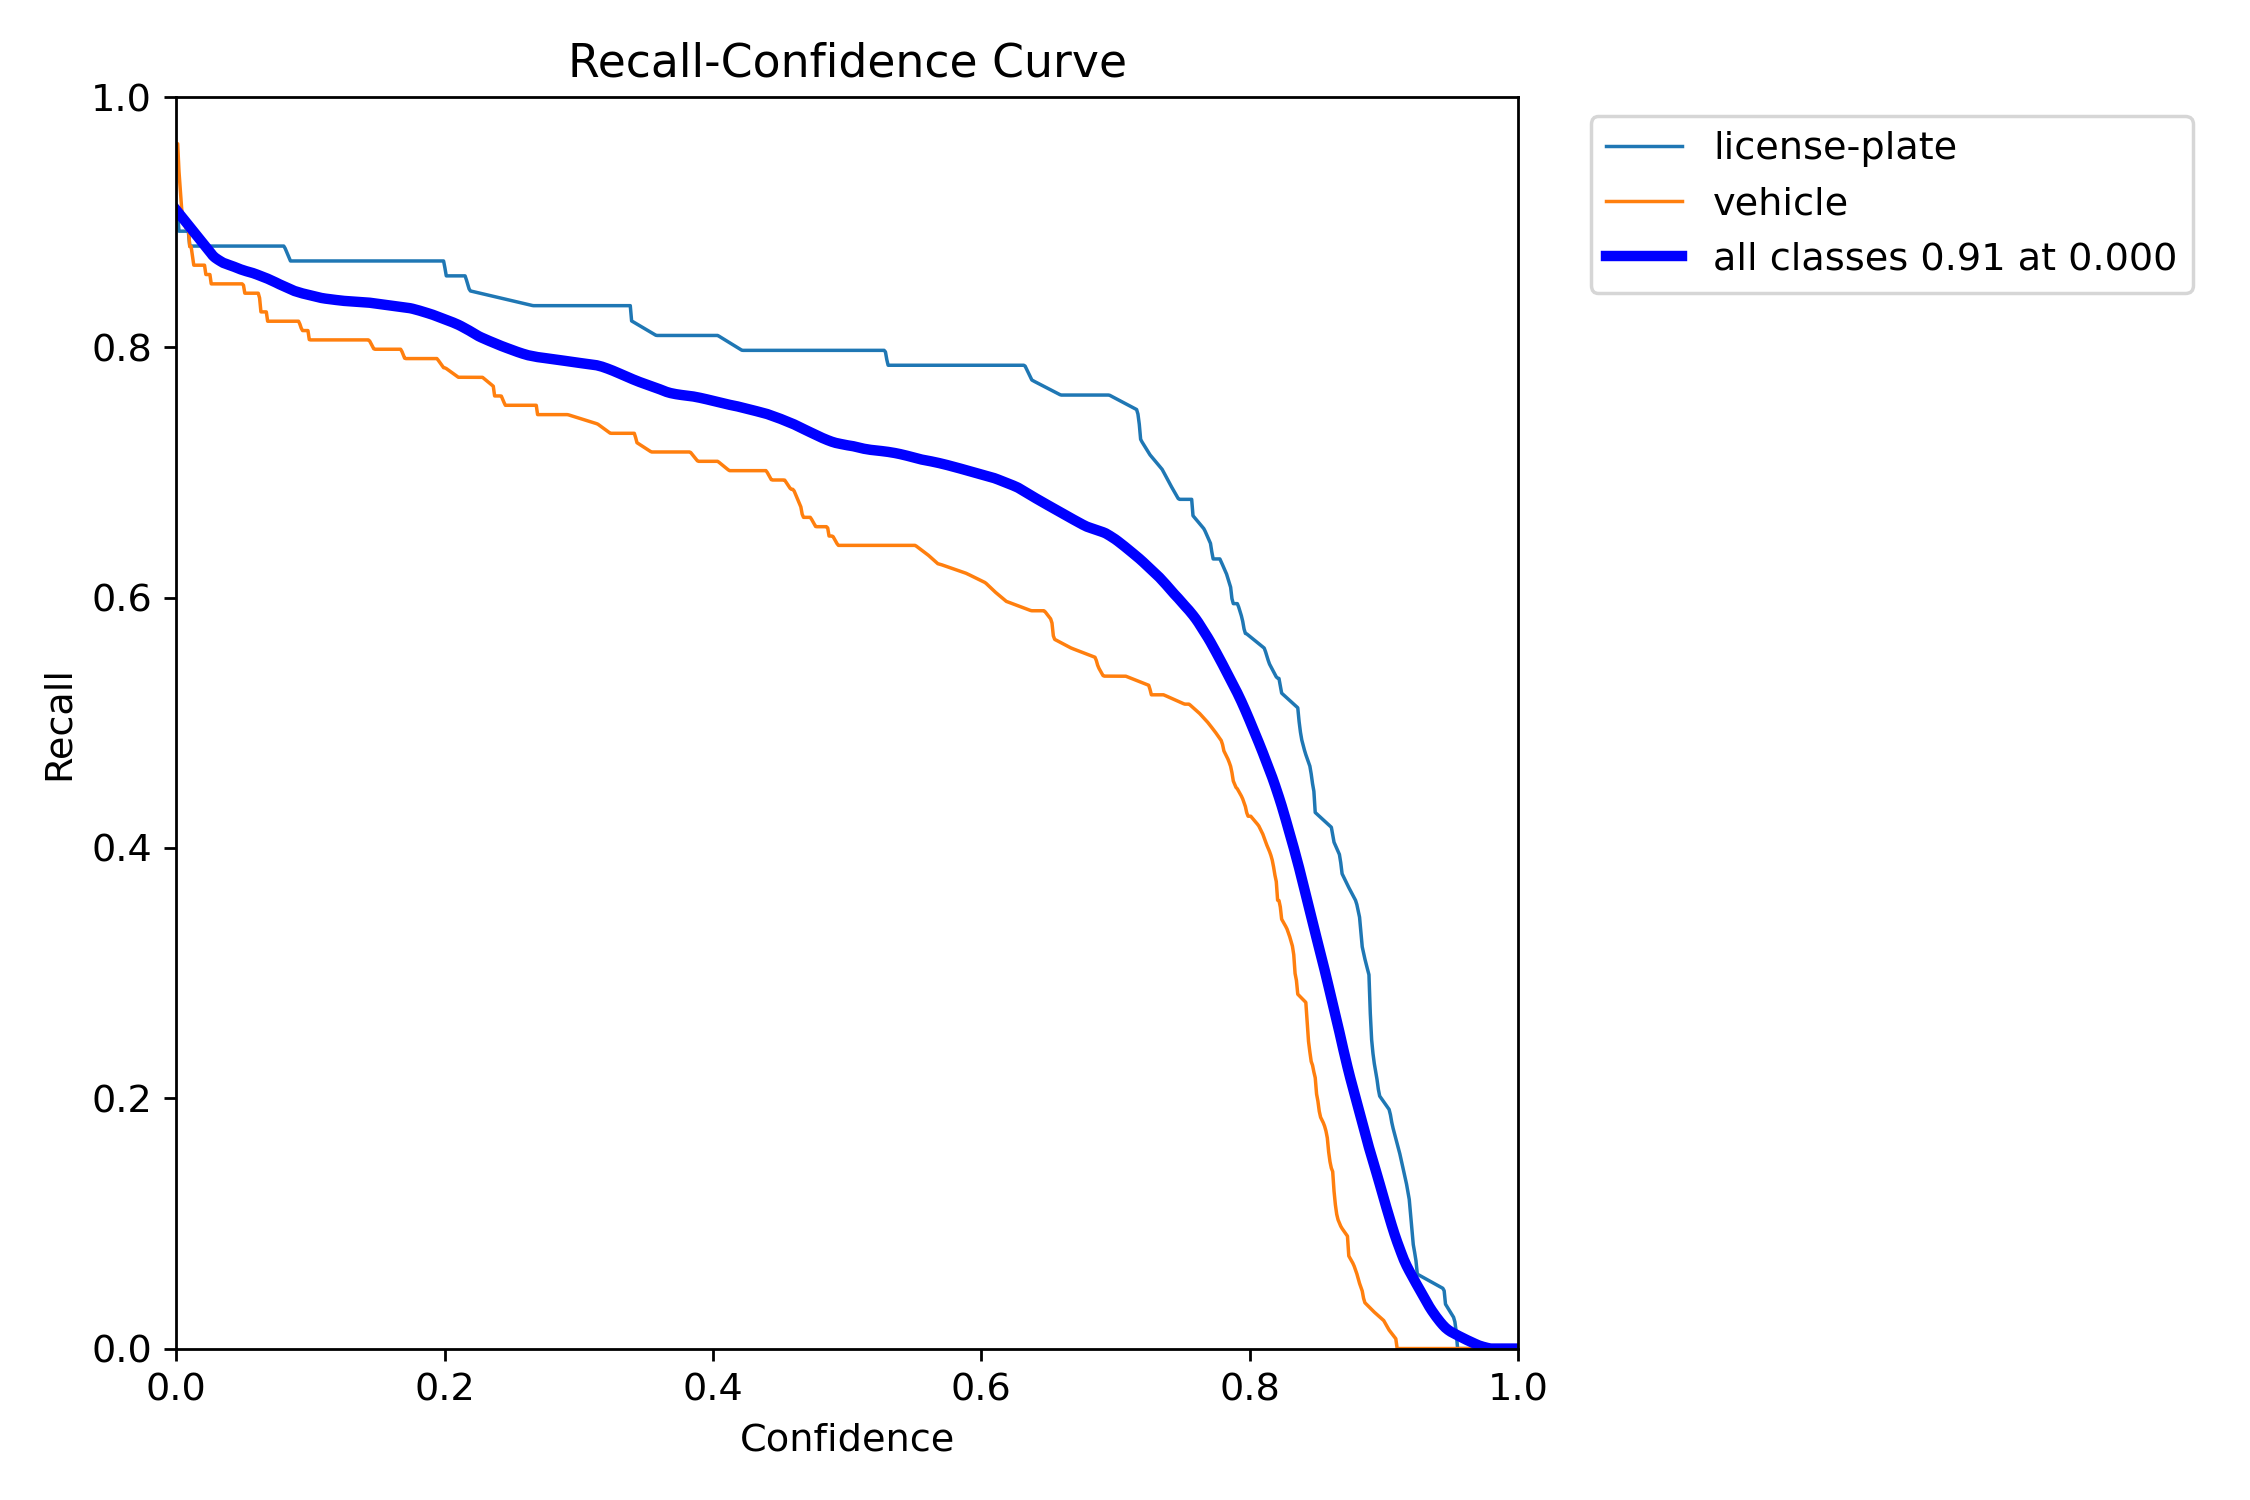 Recall-Confidence Curve
license-plate
vehicle
all classes 0.91 at 0.000
Recall
1.0
0.8
0.6
0.4
0.2
0.0
0.0 0.2 0.4 0.6 0.8 1.0
Confidence